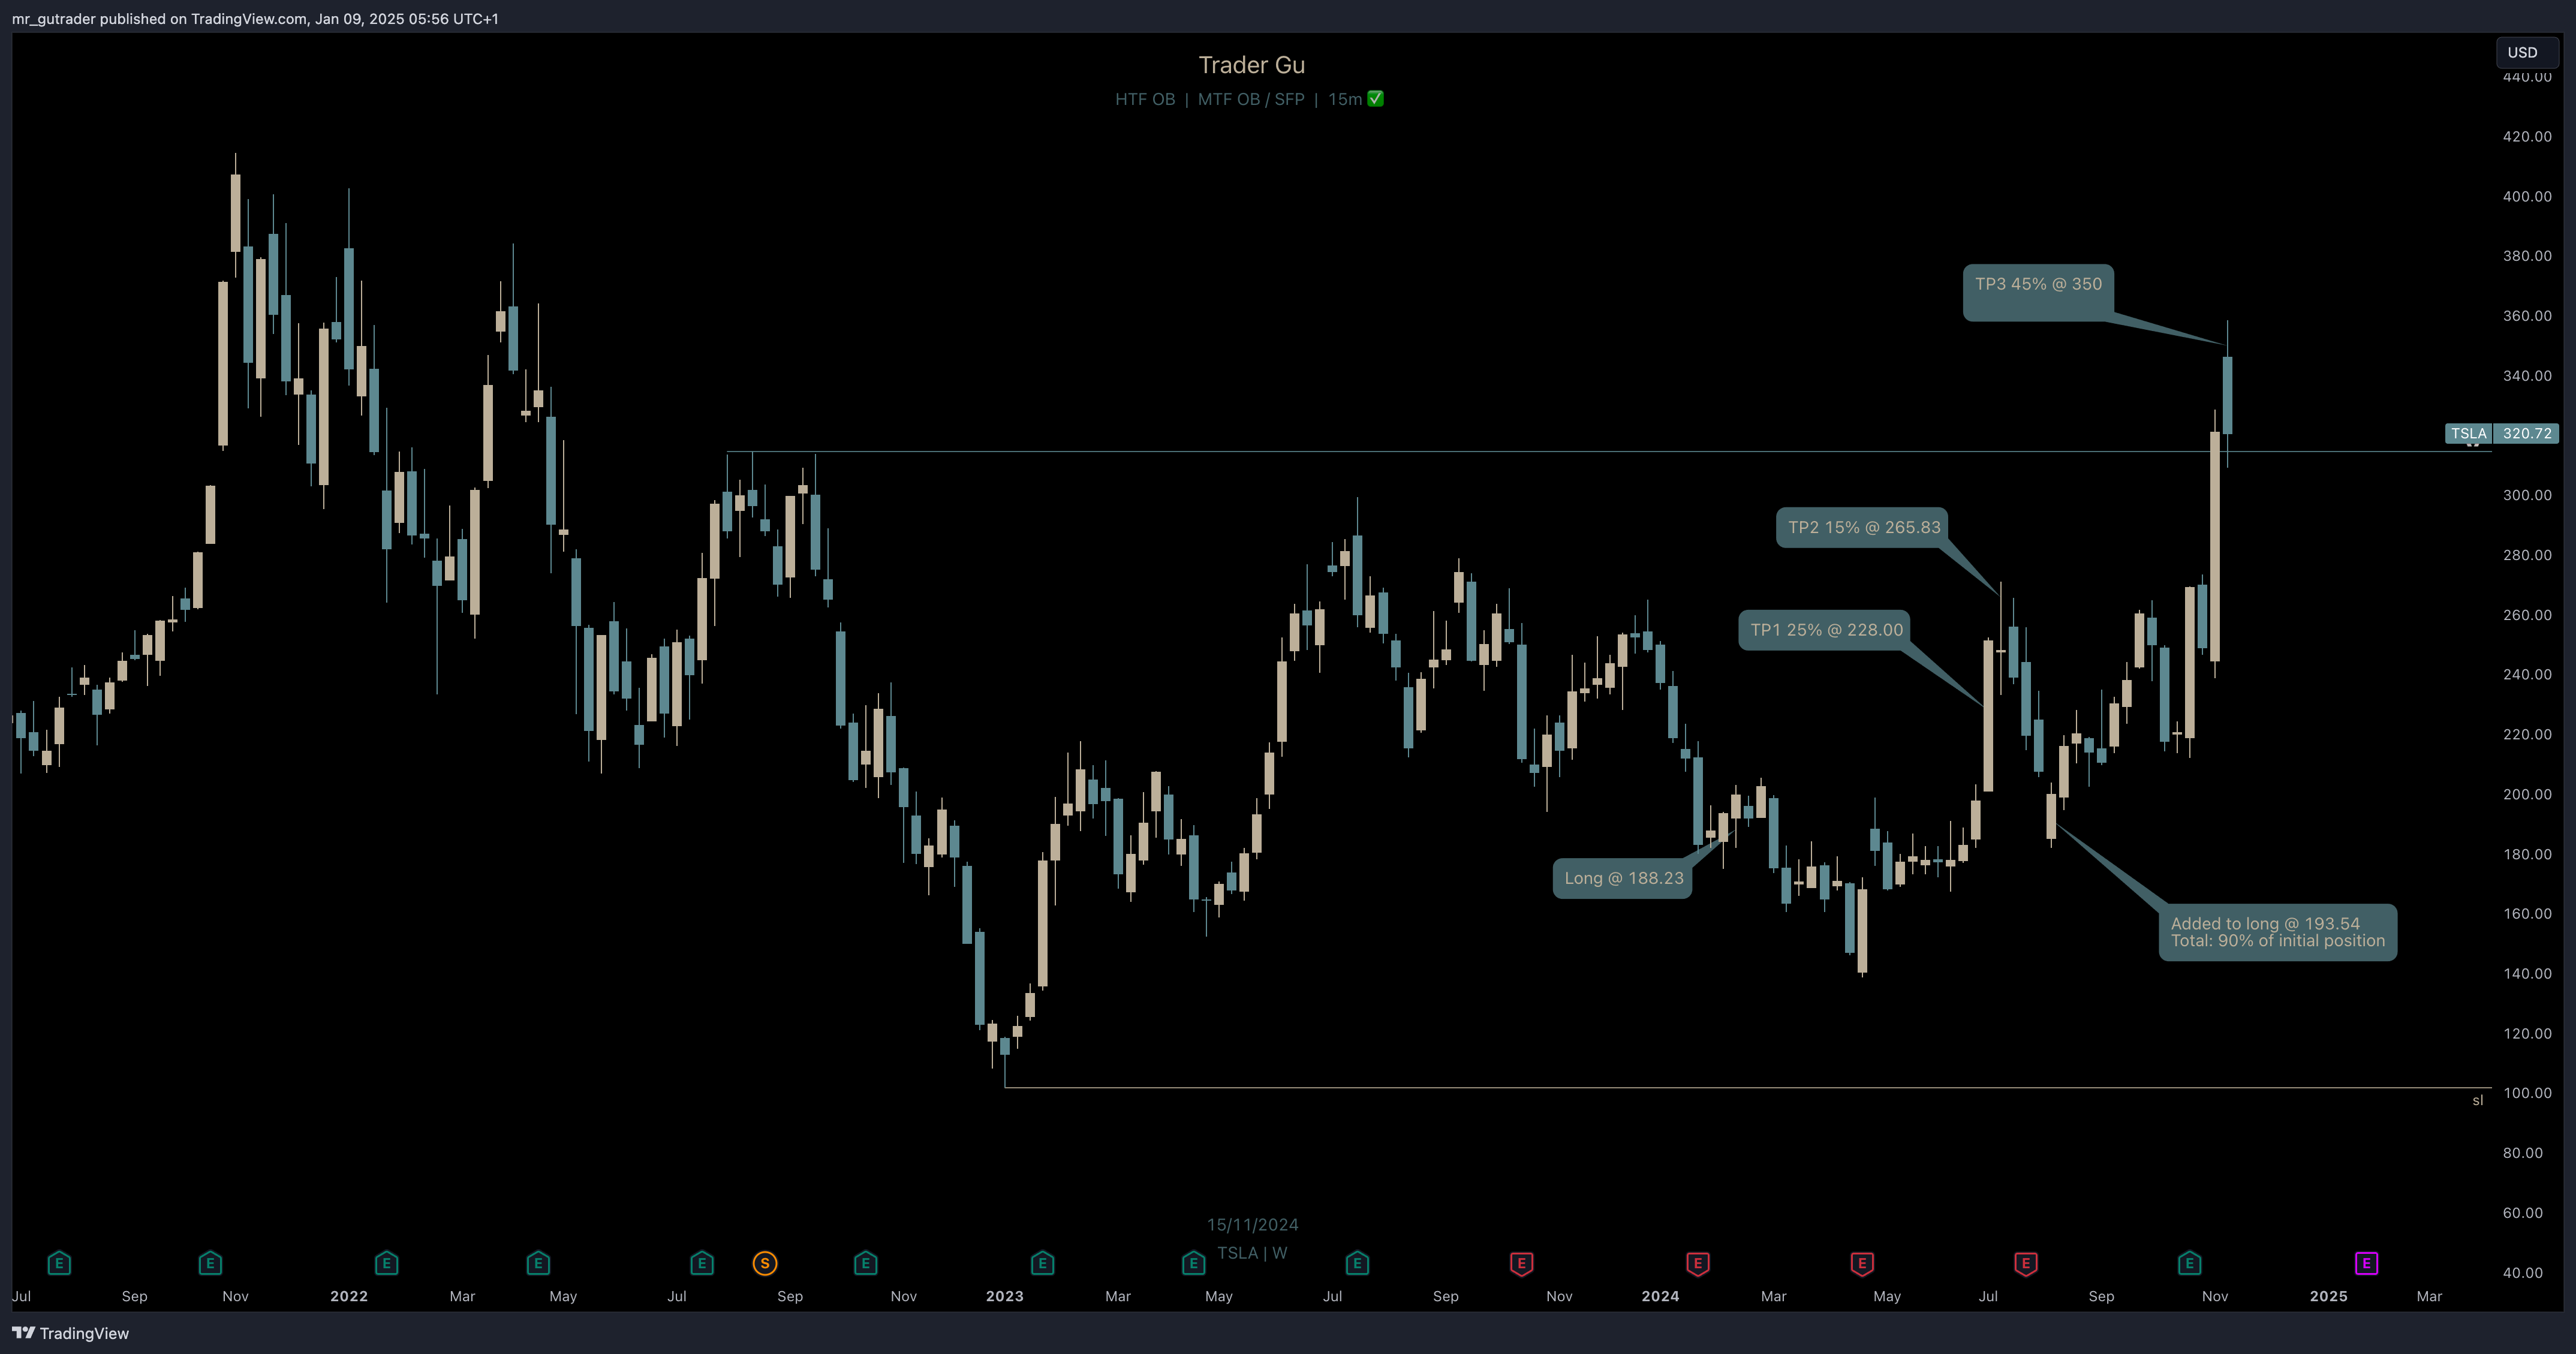 mr_gutrader published on TradingView.com, Jan 09, 2025 05:56 UTC+1
Trader Gu
HTF OB | MTF OB / SFP | 15m ✅
USD
440.00
420.00
400.00
380.00
360.00
340.00
TSLA 320.72
300.00
280.00
260.00
240.00
220.00
200.00
180.00
160.00
140.00
120.00
100.00
80.00
60.00
40.00
TP3 45% @ 350
TP2 15% @ 265.83
TP1 25% @ 228.00
Long @ 188.23
Added to long @ 193.54
Total: 90% of initial position
sl
15/11/2024
TSLA | W
E E E E E S E E E E E E E E E E
Jul Sep Nov 2022 Mar May Jul Sep Nov 2023 Mar May Jul Sep Nov 2024 Mar May Jul Sep Nov 2025 Mar
TradingView